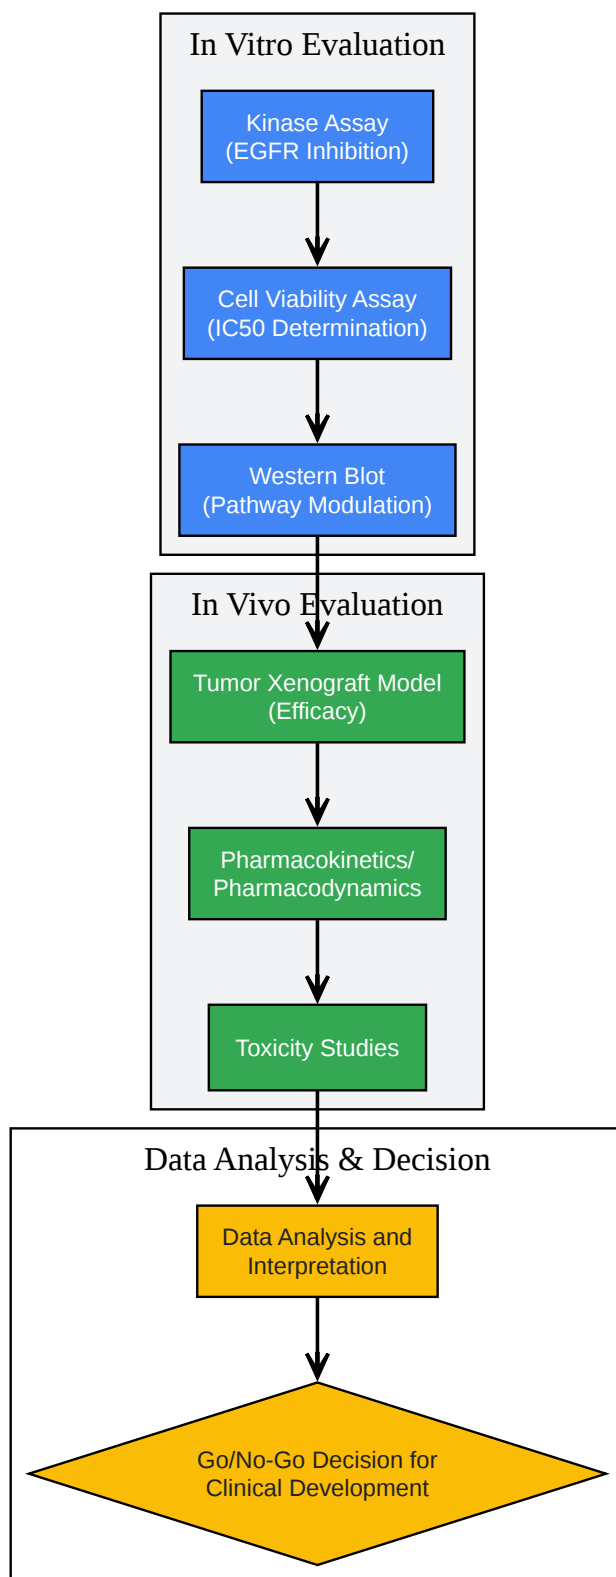 In Vitro Evaluation
Kinase Assay
(EGFR Inhibition)
Cell Viability Assay
(IC50 Determination)
Western Blot
(Pathway Modulation)
In Vivo Evaluation
Tumor Xenograft Model
(Efficacy)
Pharmacokinetics/
Pharmacodynamics
Toxicity Studies
Data Analysis & Decision
Data Analysis and
Interpretation
Go/No-Go Decision for
Clinical Development